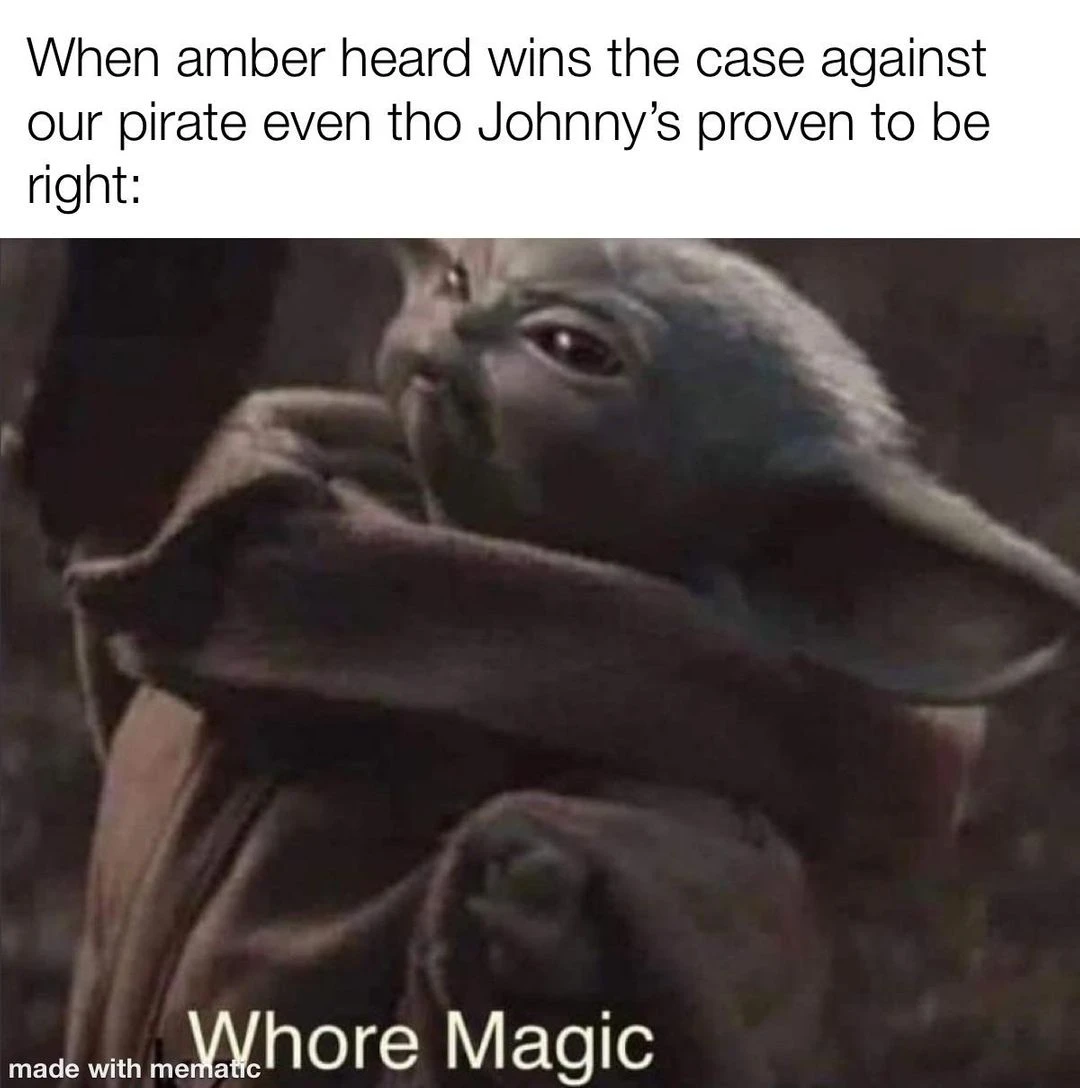 When amber heard wins the case against
our pirate even tho Johnny’s proven to be
right:
Whore Magic
made with mematic